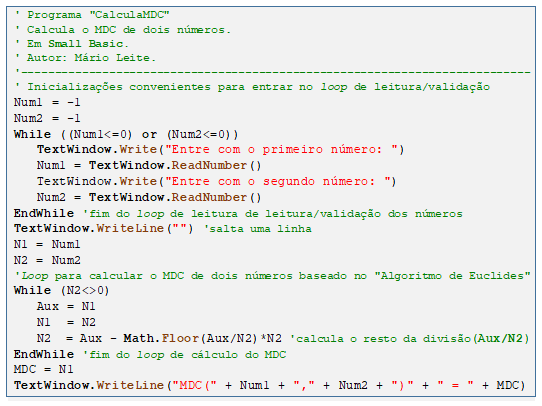 ' Programa "CalculaMDC"
' Calcula o MDC de dois números.
' Em Small Basic.
' Autor: Mário Leite.
'--------------------------------------------------------------------------
' Inicializações convenientes para entrar no loop de leitura/validação
Num1 = -1
Num2 = -1
While ((Num1<=0) or (Num2<=0))
   TextWindow.Write("Entre com o primeiro número: ")
   Num1 = TextWindow.ReadNumber()
   TextWindow.Write("Entre com o segundo número: ")
   Num2 = TextWindow.ReadNumber()
EndWhile 'fim do loop de leitura de leitura/validação dos números
TextWindow.WriteLine("") 'salta uma linha
N1 = Num1
N2 = Num2
'Loop para calcular o MDC de dois números baseado no "Algoritmo de Euclides"
While (N2<>0)
   Aux = N1
   N1  = N2
   N2  = Aux - Math.Floor(Aux/N2)*N2 'calcula o resto da divisão(Aux/N2)
EndWhile 'fim do loop de cálculo do MDC
MDC = N1
TextWindow.WriteLine("MDC(" + Num1 + "," + Num2 + ")" + " = " + MDC)